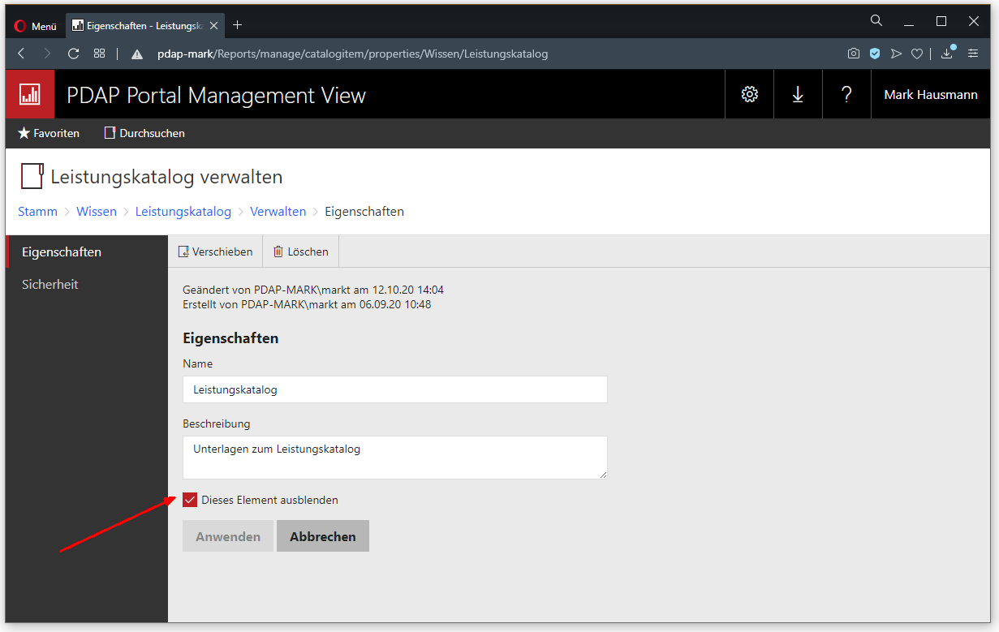 Menü
Eigenschaften - Leistungsk
pdap-mark/Reports/manage/catalogitem/properties/Wissen/Leistungskatalog
PDAP Portal Management View
?
Mark Hausmann
Favoriten Durchsuchen
Leistungskatalog verwalten
Stamm > Wissen > Leistungskatalog > Verwalten > Eigenschaften
Eigenschaften
Sicherheit
Verschieben Löschen
Geändert von PDAP-MARK\markt am 12.10.20 14:04
Erstellt von PDAP-MARK\markt am 06.09.20 10:48
Eigenschaften
Name
Leistungskatalog
Beschreibung
Unterlagen zum Leistungskatalog
Dieses Element ausblenden
Anwenden Abbrechen